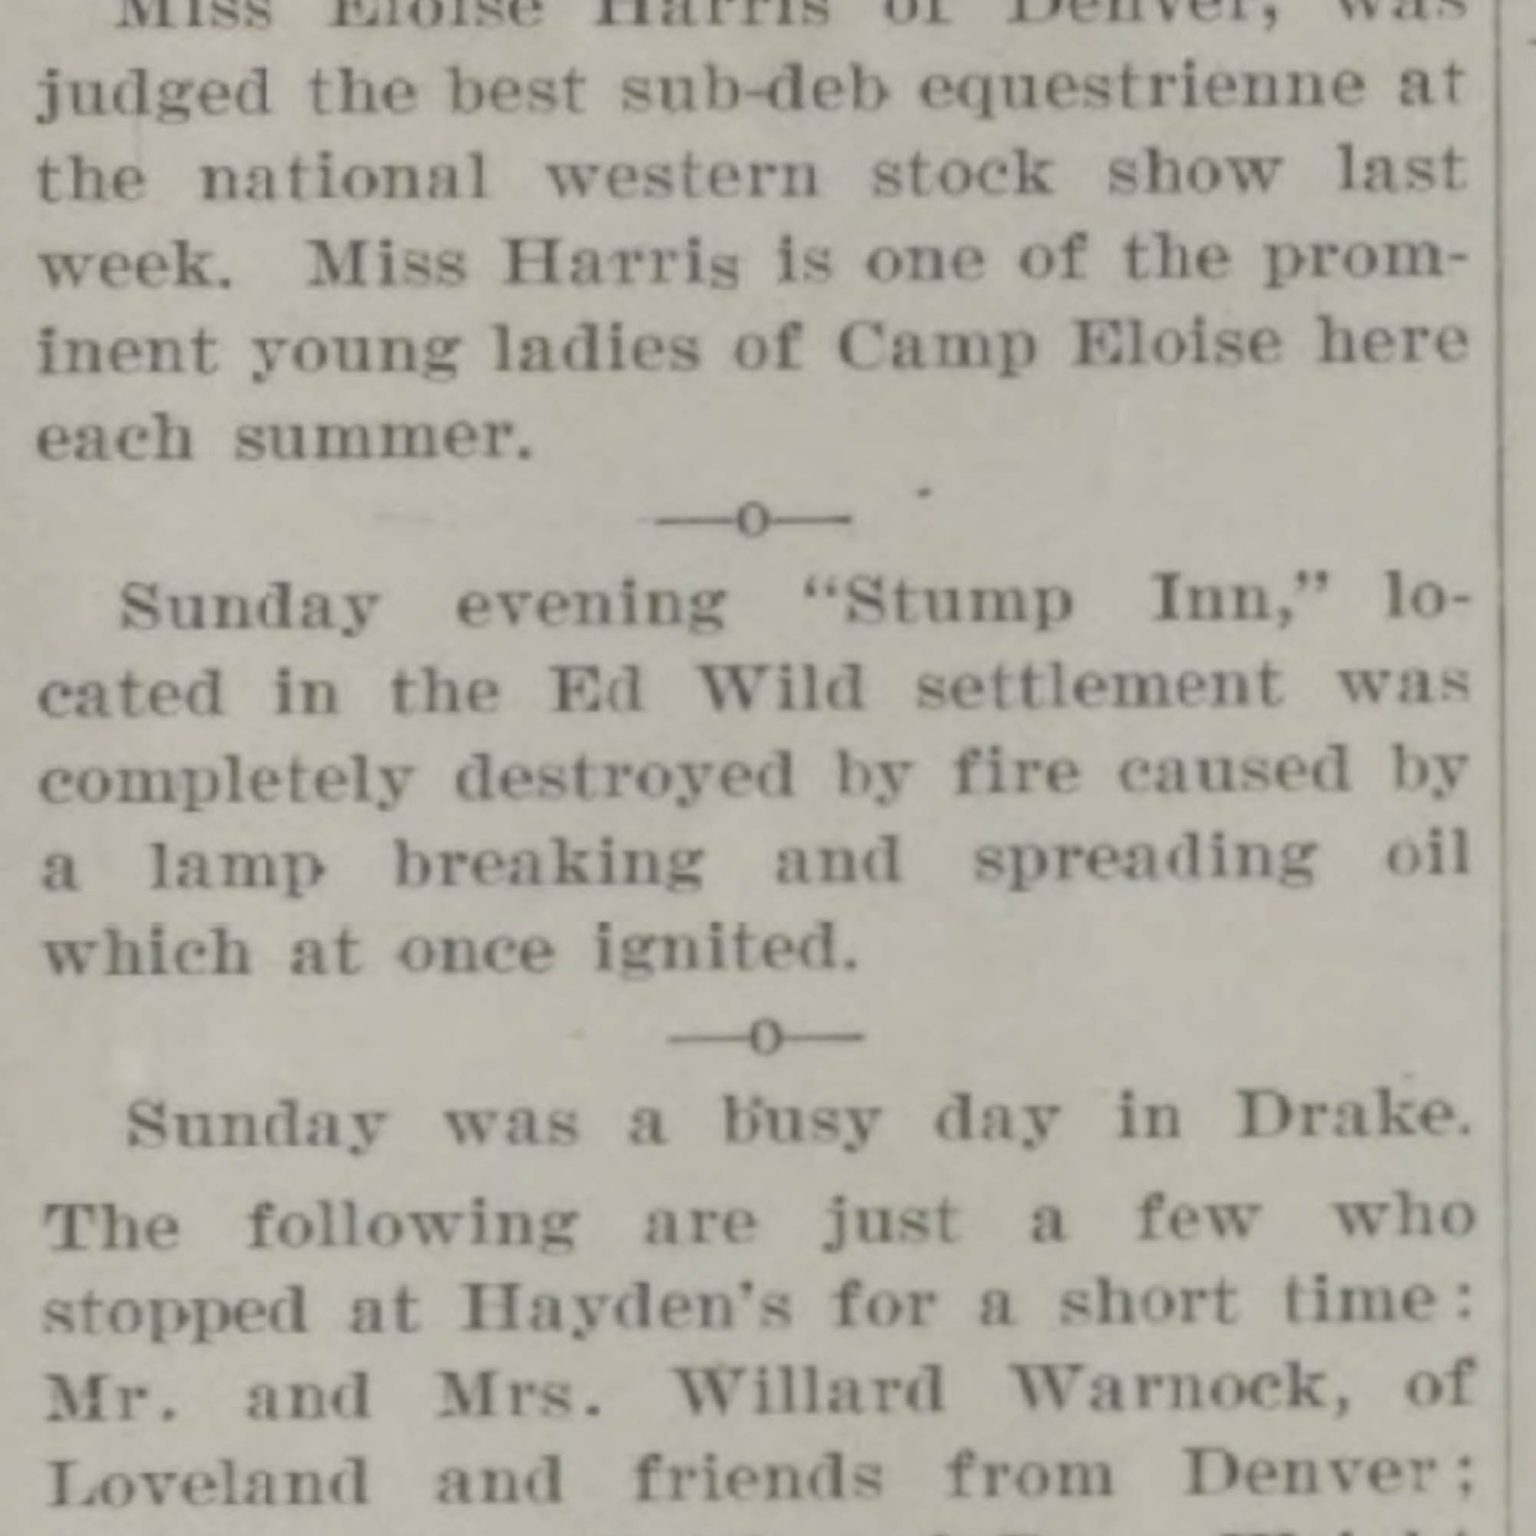 Miss Eloise Harris of Denver, was
judged the best sub-deb equestrienne at
the national western stock show last
week. Miss Harris is one of the prom-
inent young ladies of Camp Eloise here
each summer.
—o—
Sunday evening “Stump Inn,” lo-
cated in the Ed Wild settlement was
completely destroyed by fire caused by
a lamp breaking and spreading oil
which at once ignited.
—o—
Sunday was a busy day in Drake.
The following are just a few who
stopped at Hayden's for a short time:
Mr. and Mrs. Willard Warnock, of
Loveland and friends from Denver;